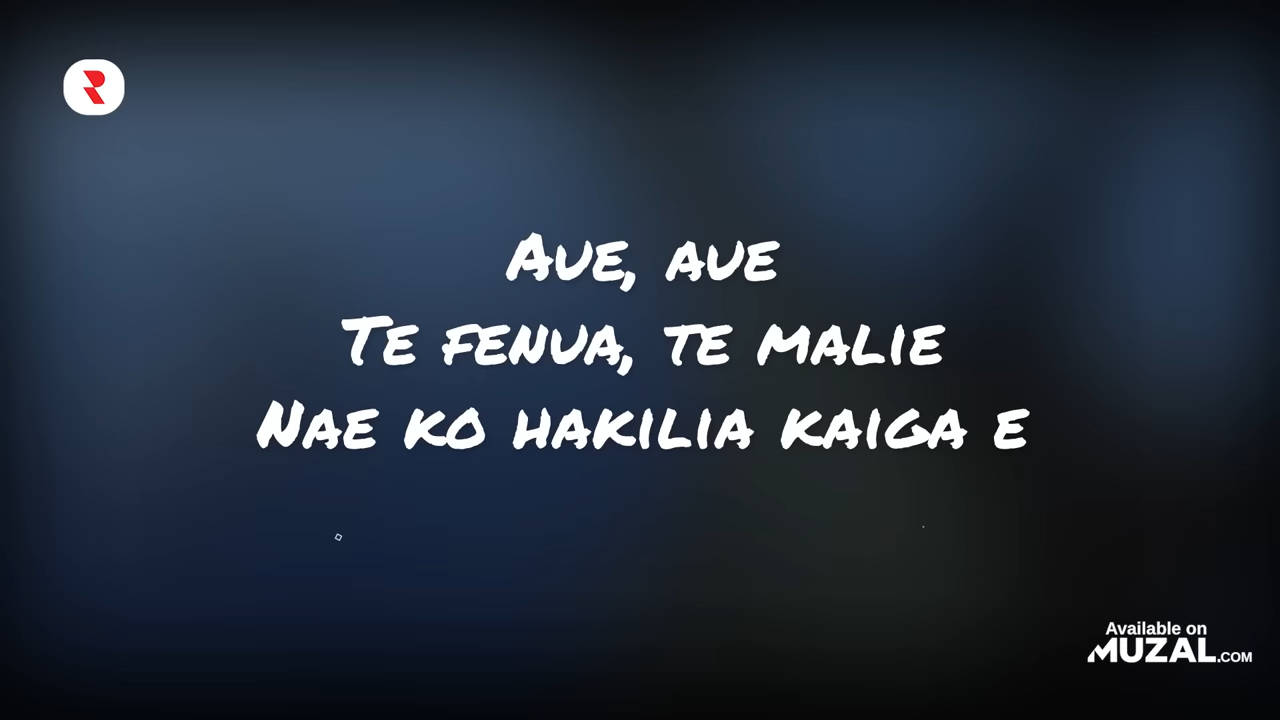 Aue, aue
Te fenua, te malie
Nae ko hakilia kaiga e
Available on
MUZAL.COM